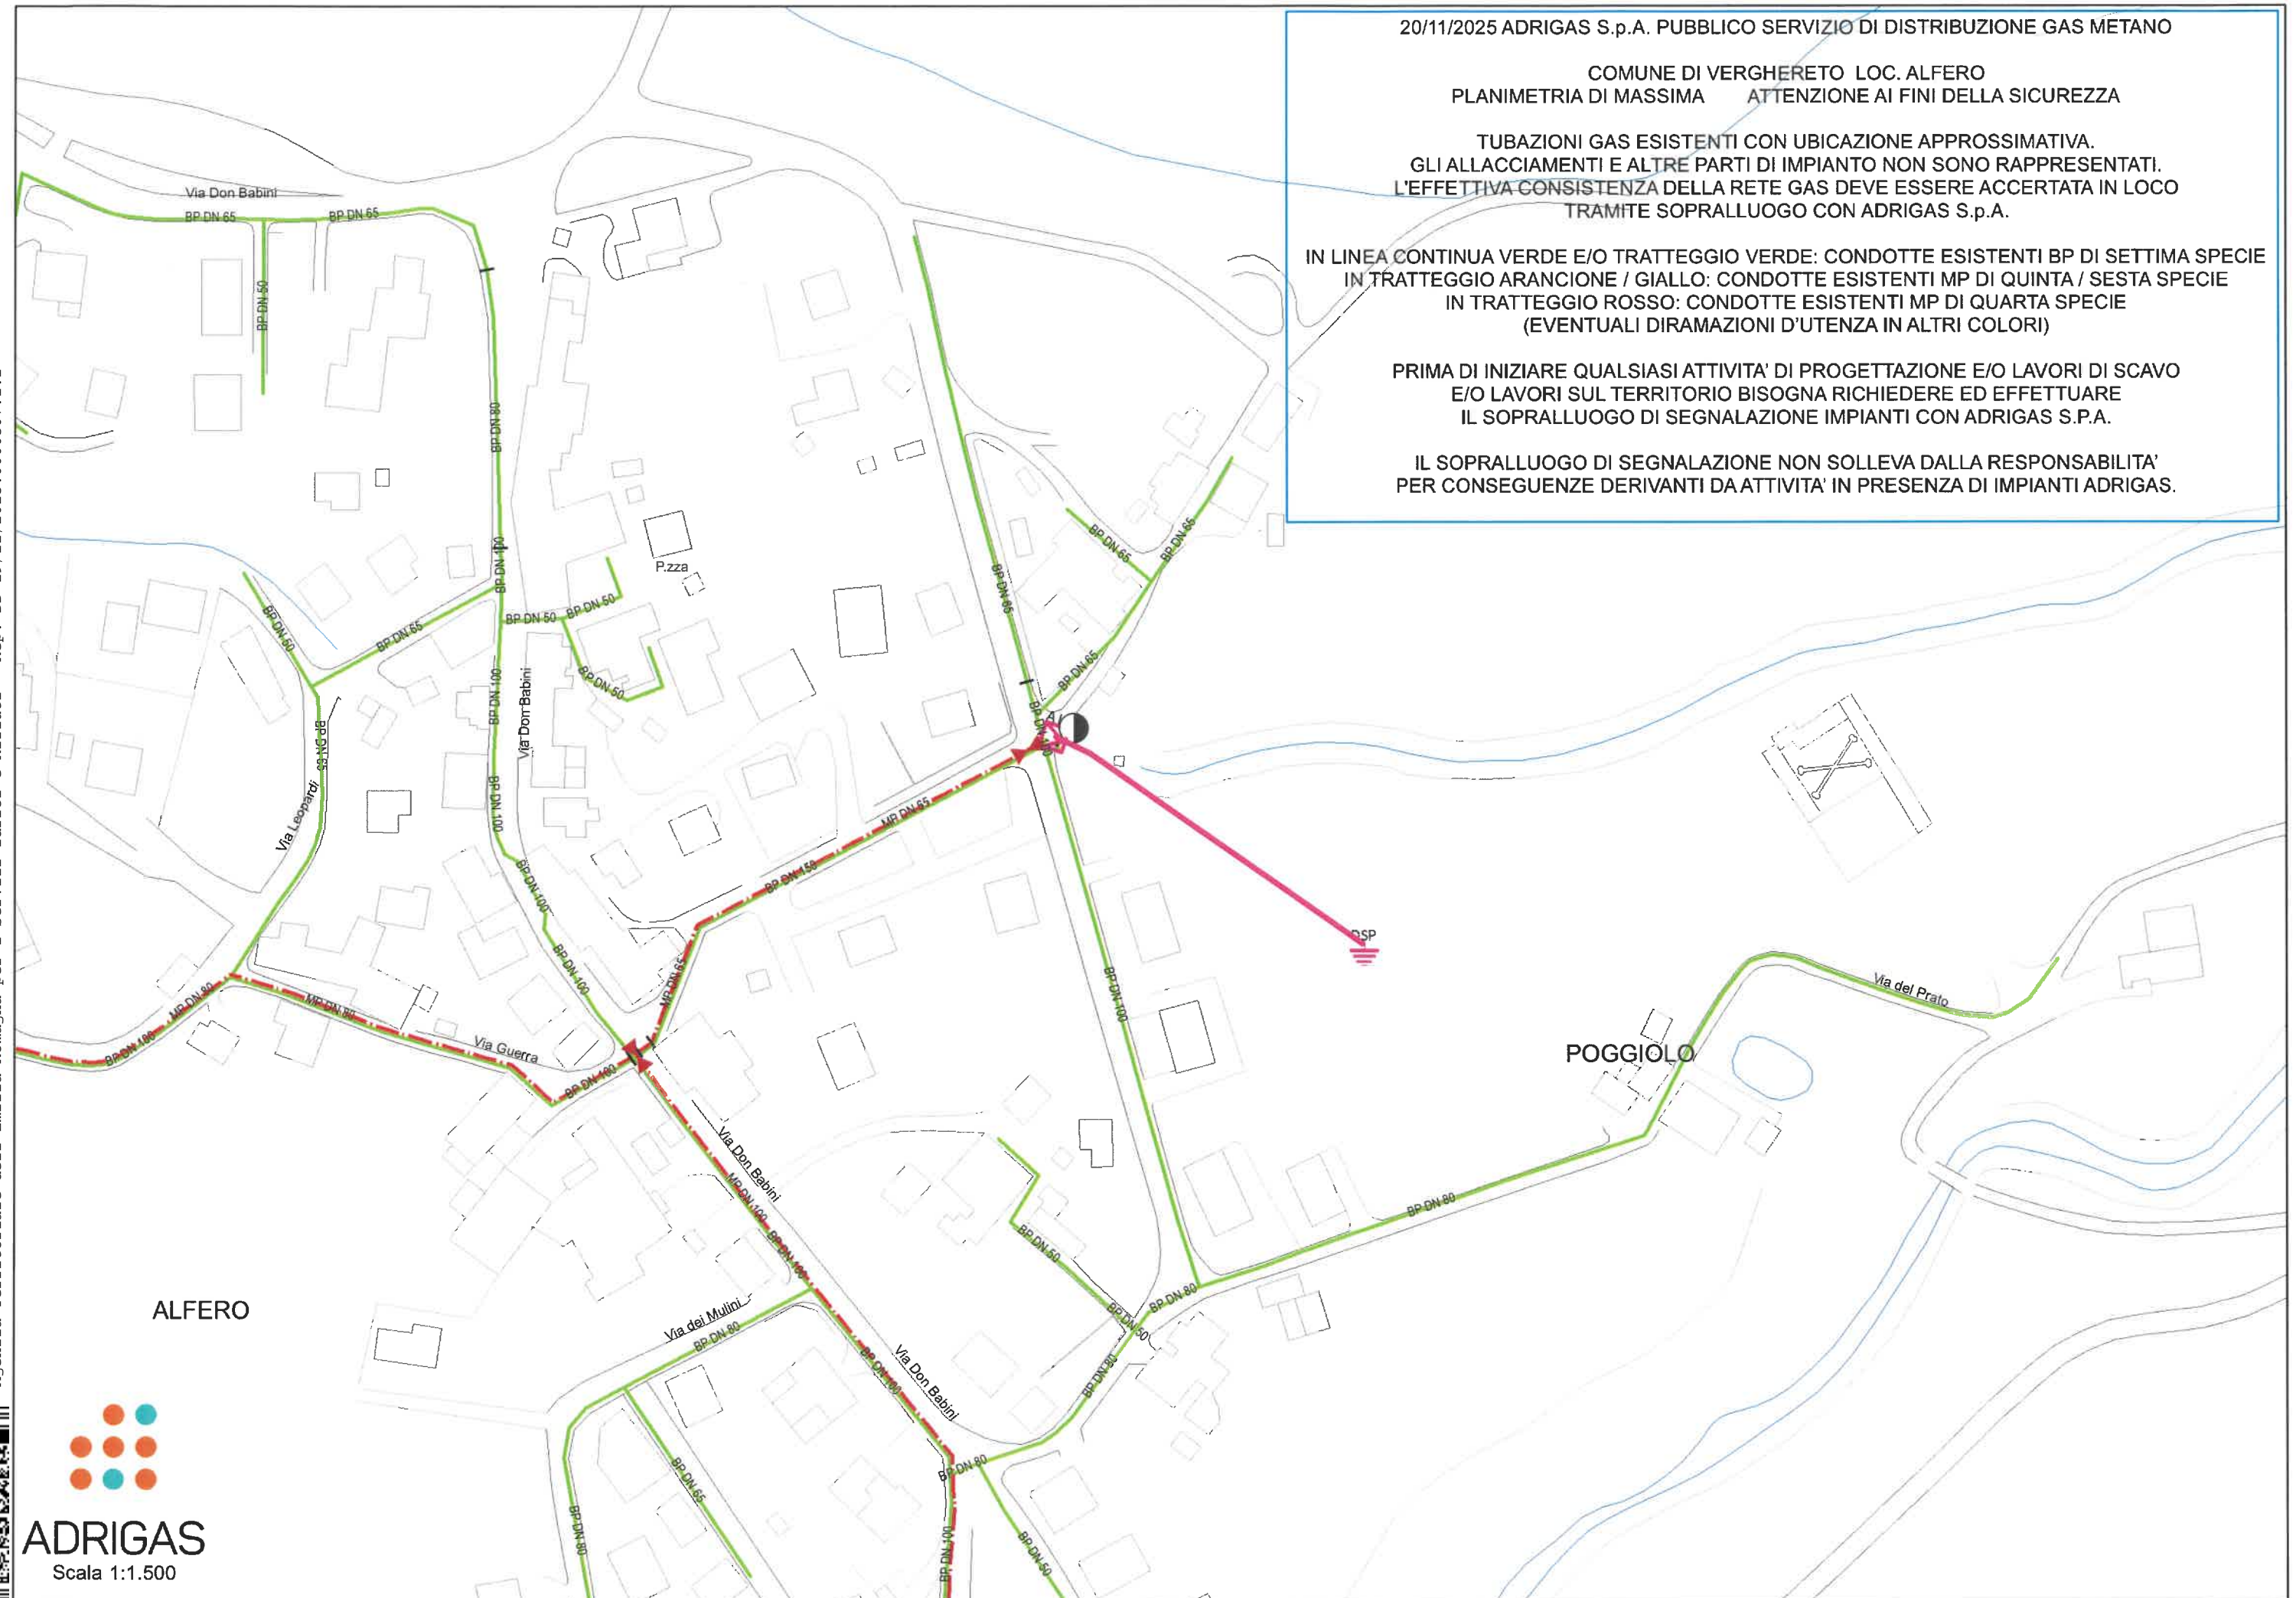 20/11/2025 ADRIGAS S.p.A. PUBBLICO SERVIZIO DI DISTRIBUZIONE GAS METANO
COMUNE DI VERGHERETO LOC. ALFERO
PLANIMETRIA DI MASSIMA ATTENZIONE AI FINI DELLA SICUREZZA
TUBAZIONI GAS ESISTENTI CON UBICAZIONE APPROSSIMATIVA.
GLI ALLACCIAMENTI E ALTRE PARTI DI IMPIANTO NON SONO RAPPRESENTATI.
L'EFFETTIVA CONSISTENZA DELLA RETE GAS DEVE ESSERE ACCERTATA IN LOCO
TRAMITE SOPRALLUOGO CON ADRIGAS S.p.A.
IN LINEA CONTINUA VERDE E/O TRATTEGGIO VERDE: CONDOTTE ESISTENTI BP DI SETTIMA SPECIE
IN TRATTEGGIO ARANCIONE / GIALLO: CONDOTTE ESISTENTI MP DI QUINTA / SESTA SPECIE
IN TRATTEGGIO ROSSO: CONDOTTE ESISTENTI MP DI QUARTA SPECIE
(EVENTUALI DIRAMAZIONI D'UTENZA IN ALTRI COLORI)
PRIMA DI INIZIARE QUALSIASI ATTIVITA' DI PROGETTAZIONE E/O LAVORI DI SCAVO
E/O LAVORI SUL TERRITORIO BISOGNA RICHIEDERE ED EFFETTUARE
IL SOPRALLUOGO DI SEGNALAZIONE IMPIANTI CON ADRIGAS S.P.A.
IL SOPRALLUOGO DI SEGNALAZIONE NON SOLLEVA DALLA RESPONSABILITA'
PER CONSEGUENZE DERIVANTI DA ATTIVITA' IN PRESENZA DI IMPIANTI ADRIGAS.
Via Don Babini
BP DN 65
BP DN 65
BP DN 50
BP DN 80
BP DN 100
P.zza
BP DN 50
BP DN 50
BP DN 50
BP DN 50
BP DN 65
BP DN 65
Via Leopardi
BP DN 100
Via Don Babini
BP DN 100
BP DN 100
BP DN 100
BP DN 65
BP DN 65
BP DN 65
BP DN 65
BP DN 100
MP DN 65
BP DN 150
MP DN 65
DSP
MP DN 80
BP DN 100
MP DN 80
Via Guerra
BP DN 100
BP DN 100
Via del Prato
POGGIOLO
Via Don Babini
MP DN 100
BP DN 100
BP DN 80
BP DN 50
BP DN 50
BP DN 80
BP DN 80
ALFERO
Via dei Mulini
BP DN 80
BP DN 100
Via Don Babini
BP DN 80
BP DN 65
BP DN 80
BP DN 100
BP DN 50
ADRIGAS
Scala 1:1.500